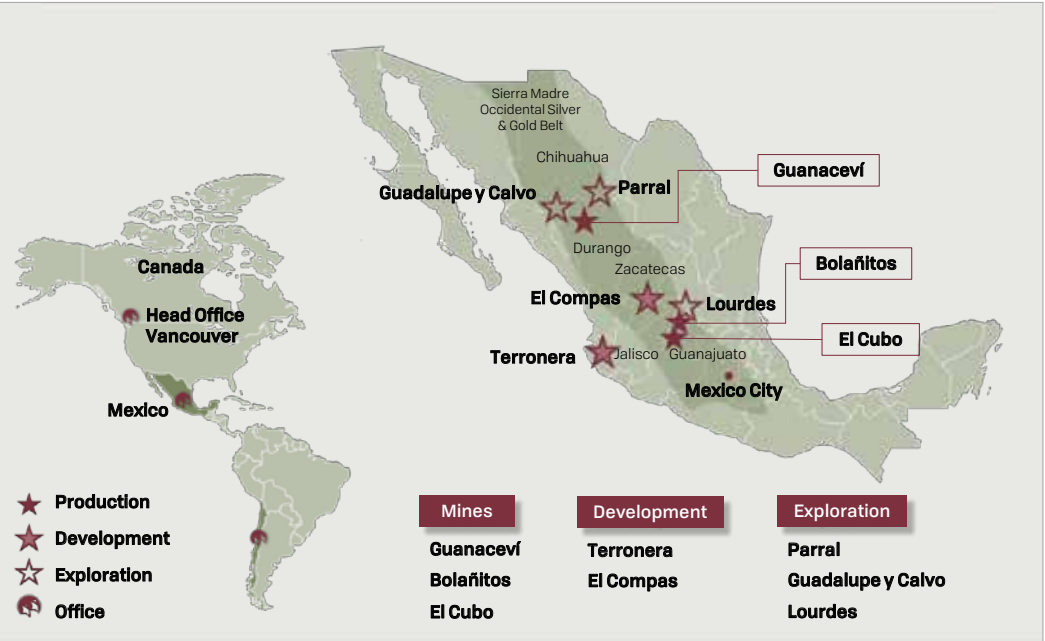 Sierra Madre
Occidental Silver
& Gold Belt
Chihuahua
Guadalupe y Calvo
Parral
Guanaceví
Durango
Zacatecas
Bolañitos
El Compas
Lourdes
El Cubo
Terronera
Jalisco
Guanajuato
Mexico City
Canada
Head Office
Vancouver
Mexico
Production
Development
Exploration
Office
Mines
Guanaceví
Bolañitos
El Cubo
Development
Terronera
El Compas
Exploration
Parral
Guadalupe y Calvo
Lourdes